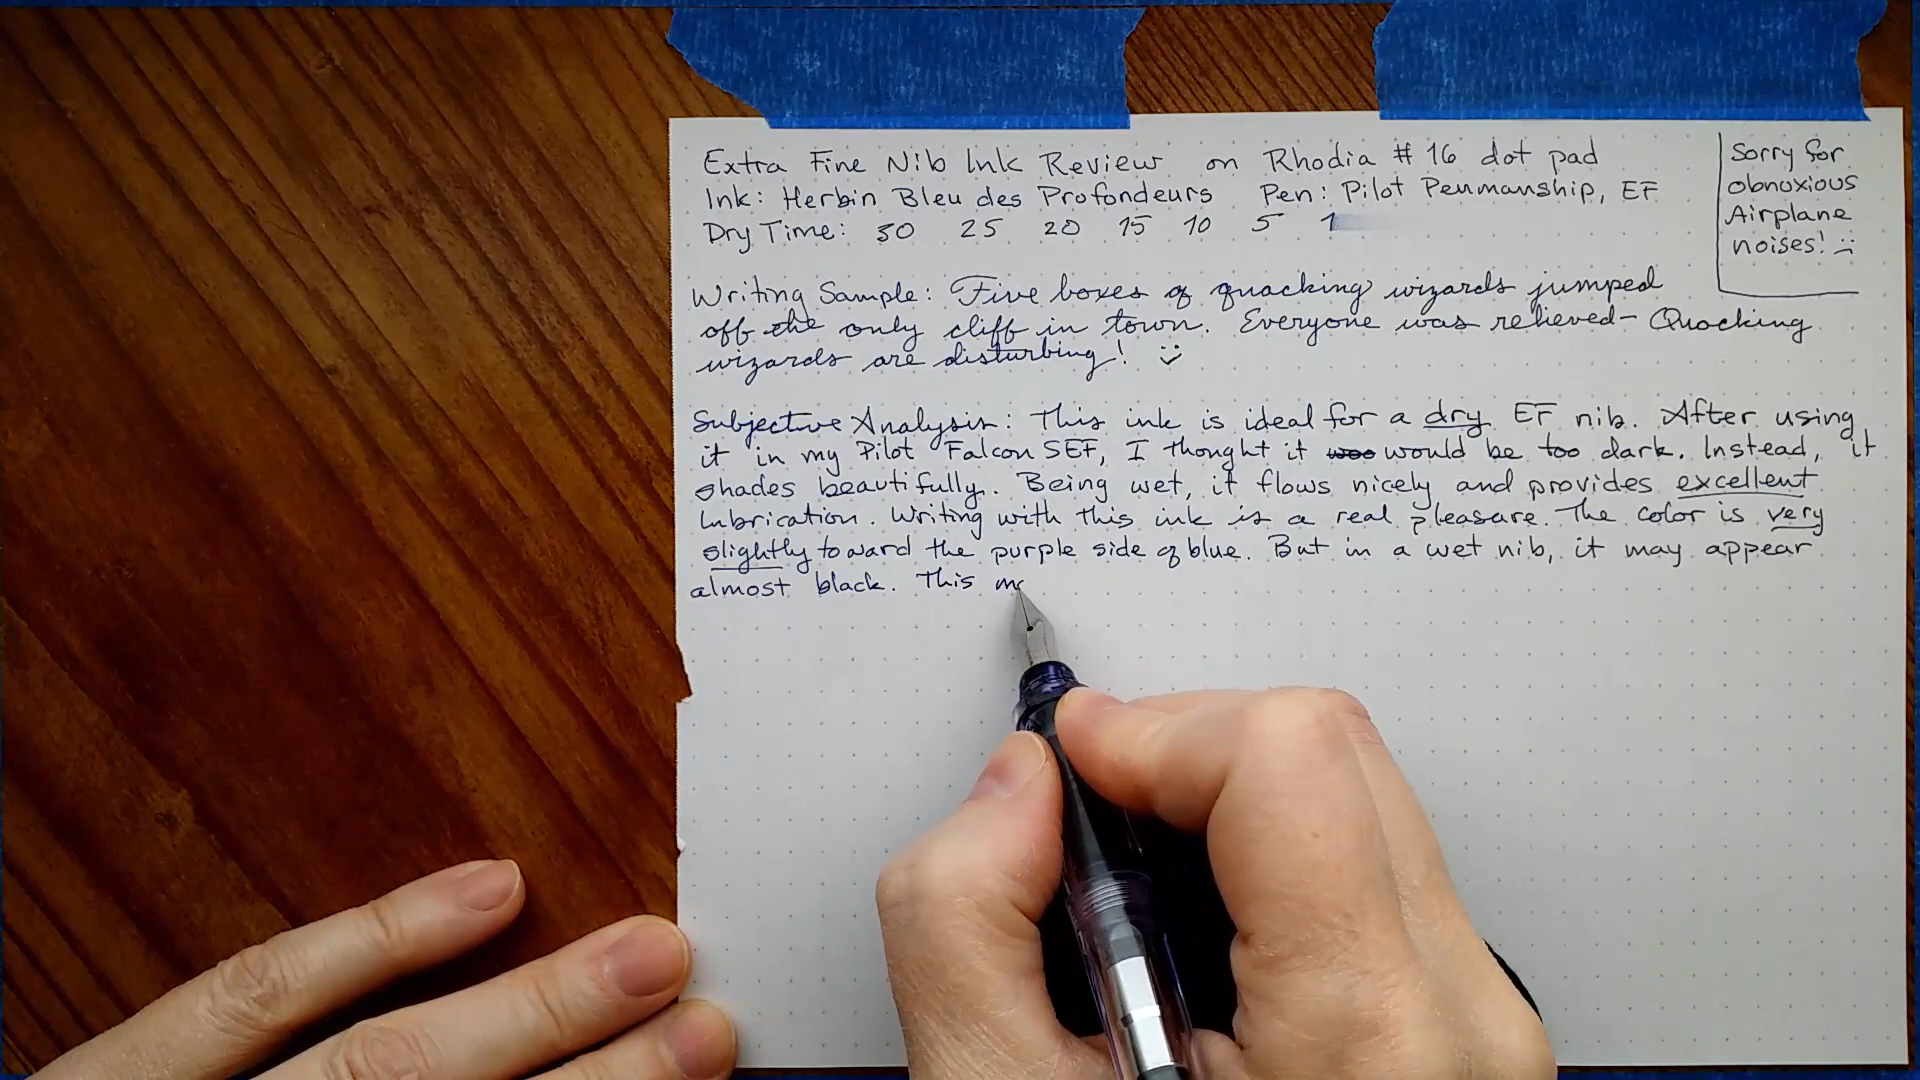 Extra Fine Nib Ink Review on Rhodia # 16 dot pad
Ink: Herbin Bleu des Profondeurs Pen: Pilot Penmanship, EF
Dry Time: 30 25 20 15 10 5 1
Sorry for
obnoxious
Airplane
noises! :(
Writing Sample: Five boxes of quacking wizards jumped
off the only cliff in town. Everyone was relieved- Quacking
wizards are disturbing! :)
Subjective Analysis: This ink is ideal for a dry EF nib. After using
it in my Pilot Falcon SEF, I thought it would be too dark. Instead, it
shades beautifully. Being wet, it flows nicely and provides excellent
lubrication. Writing with this ink is a real pleasure. The color is very
slightly toward the purple side of blue. But in a wet nib, it may appear
almost black. This